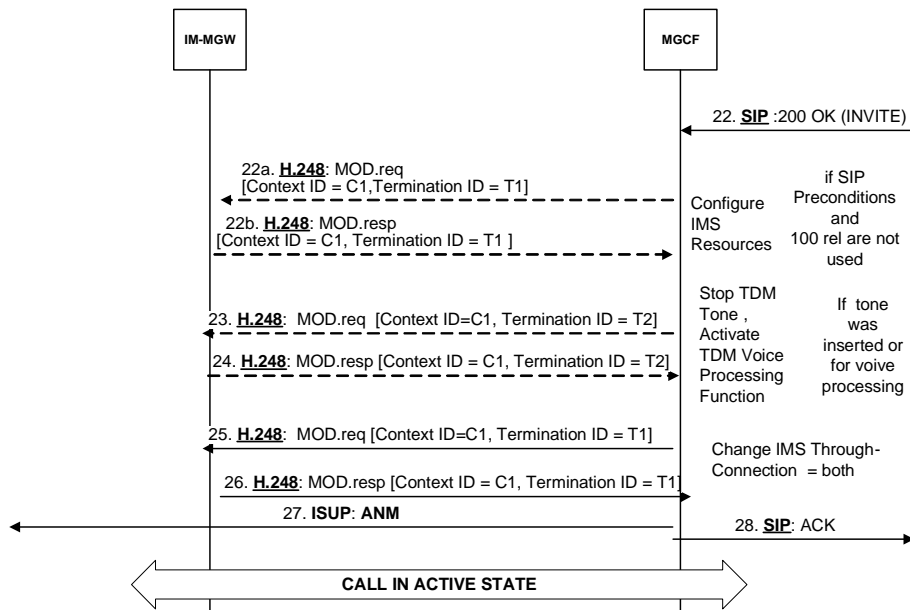 IM-MGW
MGCF
22. SIP :200 OK (INVITE)
22a. H.248: MOD.req
[Context ID = C1,Termination ID = T1]
22b. H.248: MOD.resp
[Context ID = C1, Termination ID = T1 ]
Configure
IMS
Resources
if SIP
Preconditions
and
100 rel are not
used
23. H.248: MOD.req [Context ID=C1, Termination ID = T2]
24. H.248: MOD.resp [Context ID = C1, Termination ID = T2]
Stop TDM
Tone ,
Activate
TDM Voice
Processing
Function
If tone
was
inserted or
for voive
processing
25. H.248: MOD.req [Context ID=C1, Termination ID = T1]
26. H.248: MOD.resp [Context ID = C1, Termination ID = T1]
Change IMS Through-
Connection = both
27. ISUP: ANM
28. SIP: ACK
CALL IN ACTIVE STATE